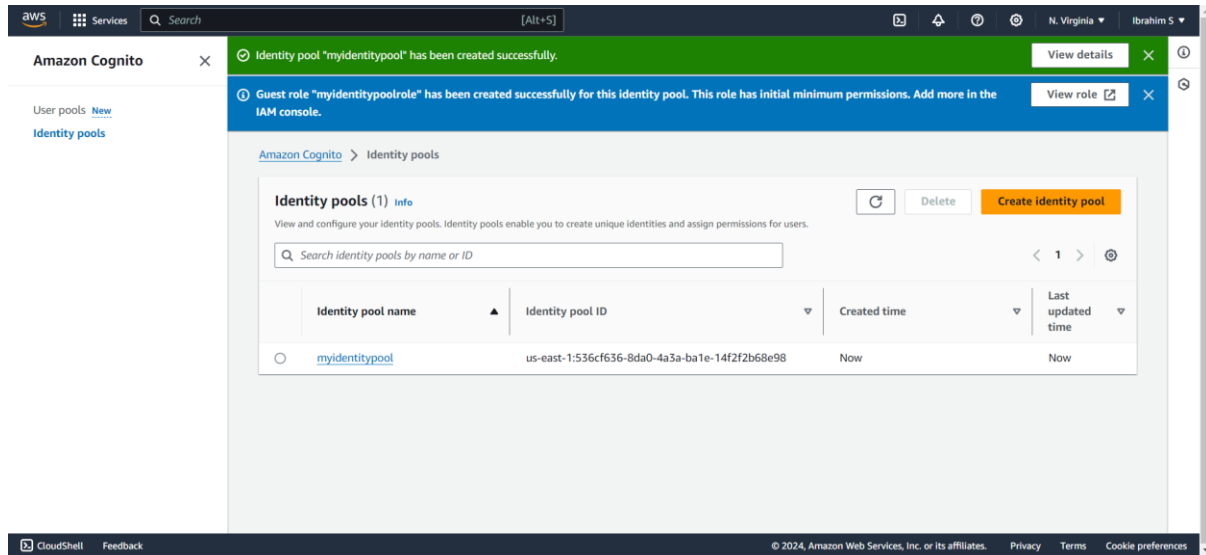 aws
Services
Search
[Alt+S]
N. Virginia
Ibrahim S
Amazon Cognito
User pools New
Identity pools
Identity pool "myidentitypool" has been created successfully.
View details
Guest role "myidentitypoolrole" has been created successfully for this identity pool. This role has initial minimum permissions. Add more in the
IAM console.
View role
Amazon Cognito > Identity pools
Identity pools (1) Info
Delete
Create identity pool
View and configure your identity pools. Identity pools enable you to create unique identities and assign permissions for users.
Search identity pools by name or ID
< 1 >
Identity pool name
Identity pool ID
Created time
Last
updated
time
myidentitypool
us-east-1:536cf636-8da0-4a3a-ba1e-14f2f2b68e98
Now
Now
CloudShell
Feedback
© 2024, Amazon Web Services, Inc. or its affiliates.
Privacy
Terms
Cookie preferences